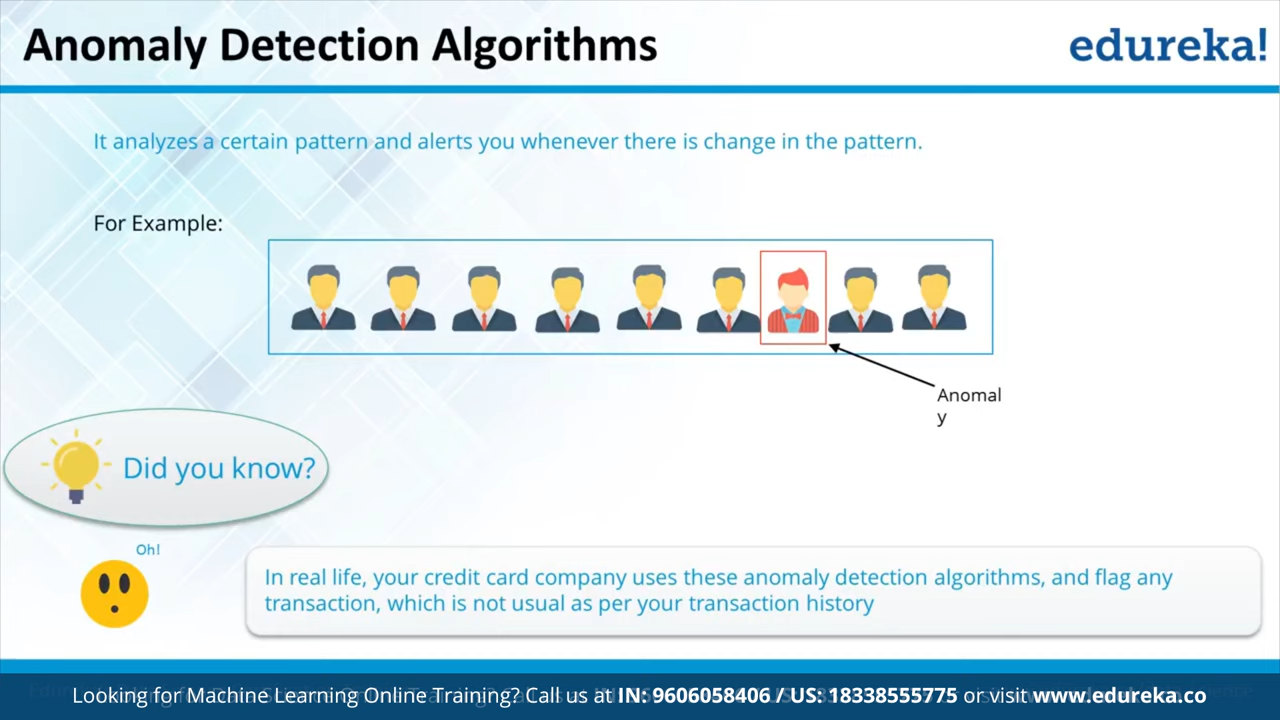 Anomaly Detection Algorithms
edureka!
It analyzes a certain pattern and alerts you whenever there is change in the pattern.
For Example:
Anomal
y
Did you know?
Oh!
In real life, your credit card company uses these anomaly detection algorithms, and flag any
transaction, which is not usual as per your transaction history
Looking for Machine Learning Online Training? Call us at IN: 9606058406 / US: 18338555775 or visit www.edureka.co